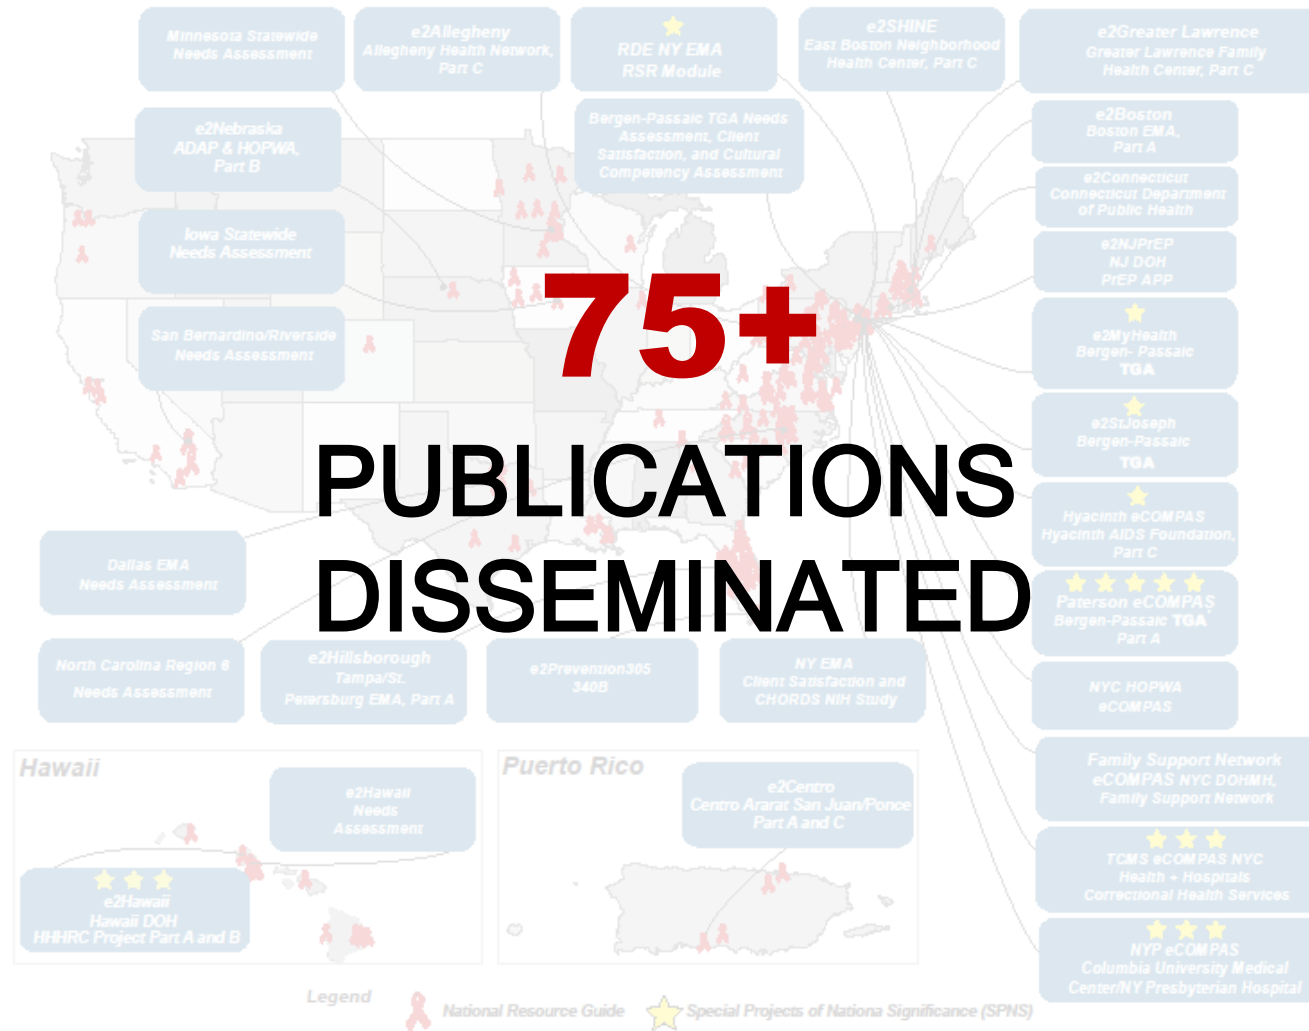 Minnesota Statewide
Needs Assessment
e2Allegheny
Allegheny Health Network,
Part C
RDE NY EMA
RSR Module
e2SHINE
East Boston Neighborhood
Health Center, Part C
e2Greater Lawrence
Greater Lawrence Family
Health Center, Part C
e2Nebraska
ADAP & HOPWA,
Part B
Bergen-Passaic TGA Needs
Assessment, Client
Satisfaction, and Cultural
Competency Assessment
e2Boston
Boston EMA,
Part A
e2Connecticut
Connecticut Department
of Public Health
Iowa Statewide
Needs Assessment
e2NJPrEP
NJ DOH
PrEP APP
San Bernardino/Riverside
Needs Assessment
75+
PUBLICATIONS
DISSEMINATED
e2MyHealth
Bergen- Passaic
TGA
e2StJoseph
Bergen-Passaic
TGA
Hyacinth eCOMPAS
Hyacinth AIDS Foundation,
Part C
Dallas EMA
Needs Assessment
Paterson eCOMPAS
Bergen-Passaic TGA
Part A
North Carolina Region 6
Needs Assessment
e2Hillsborough
Tampa/St.
Petersburg EMA, Part A
e2Prevention305
340B
NY EMA
Client Satisfaction and
CHORDS NIH Study
NYC HOPWA
eCOMPAS
Family Support Network
eCOMPAS NYC DOHMH,
Family Support Network
Hawaii
e2Hawaii
Needs
Assessment
Puerto Rico
e2Centro
Centro Ararat San Juan/Ponce
Part A and C
TCMS eCOMPAS NYC
Health + Hospitals
Correctional Health Services
e2Hawaii
Hawaii DOH
HHHRC Project Part A and B
NYP eCOMPAS
Columbia University Medical
Center/NY Presbyterian Hospital
Legend
National Resource Guide
Special Projects of Nationa Significance (SPNS)